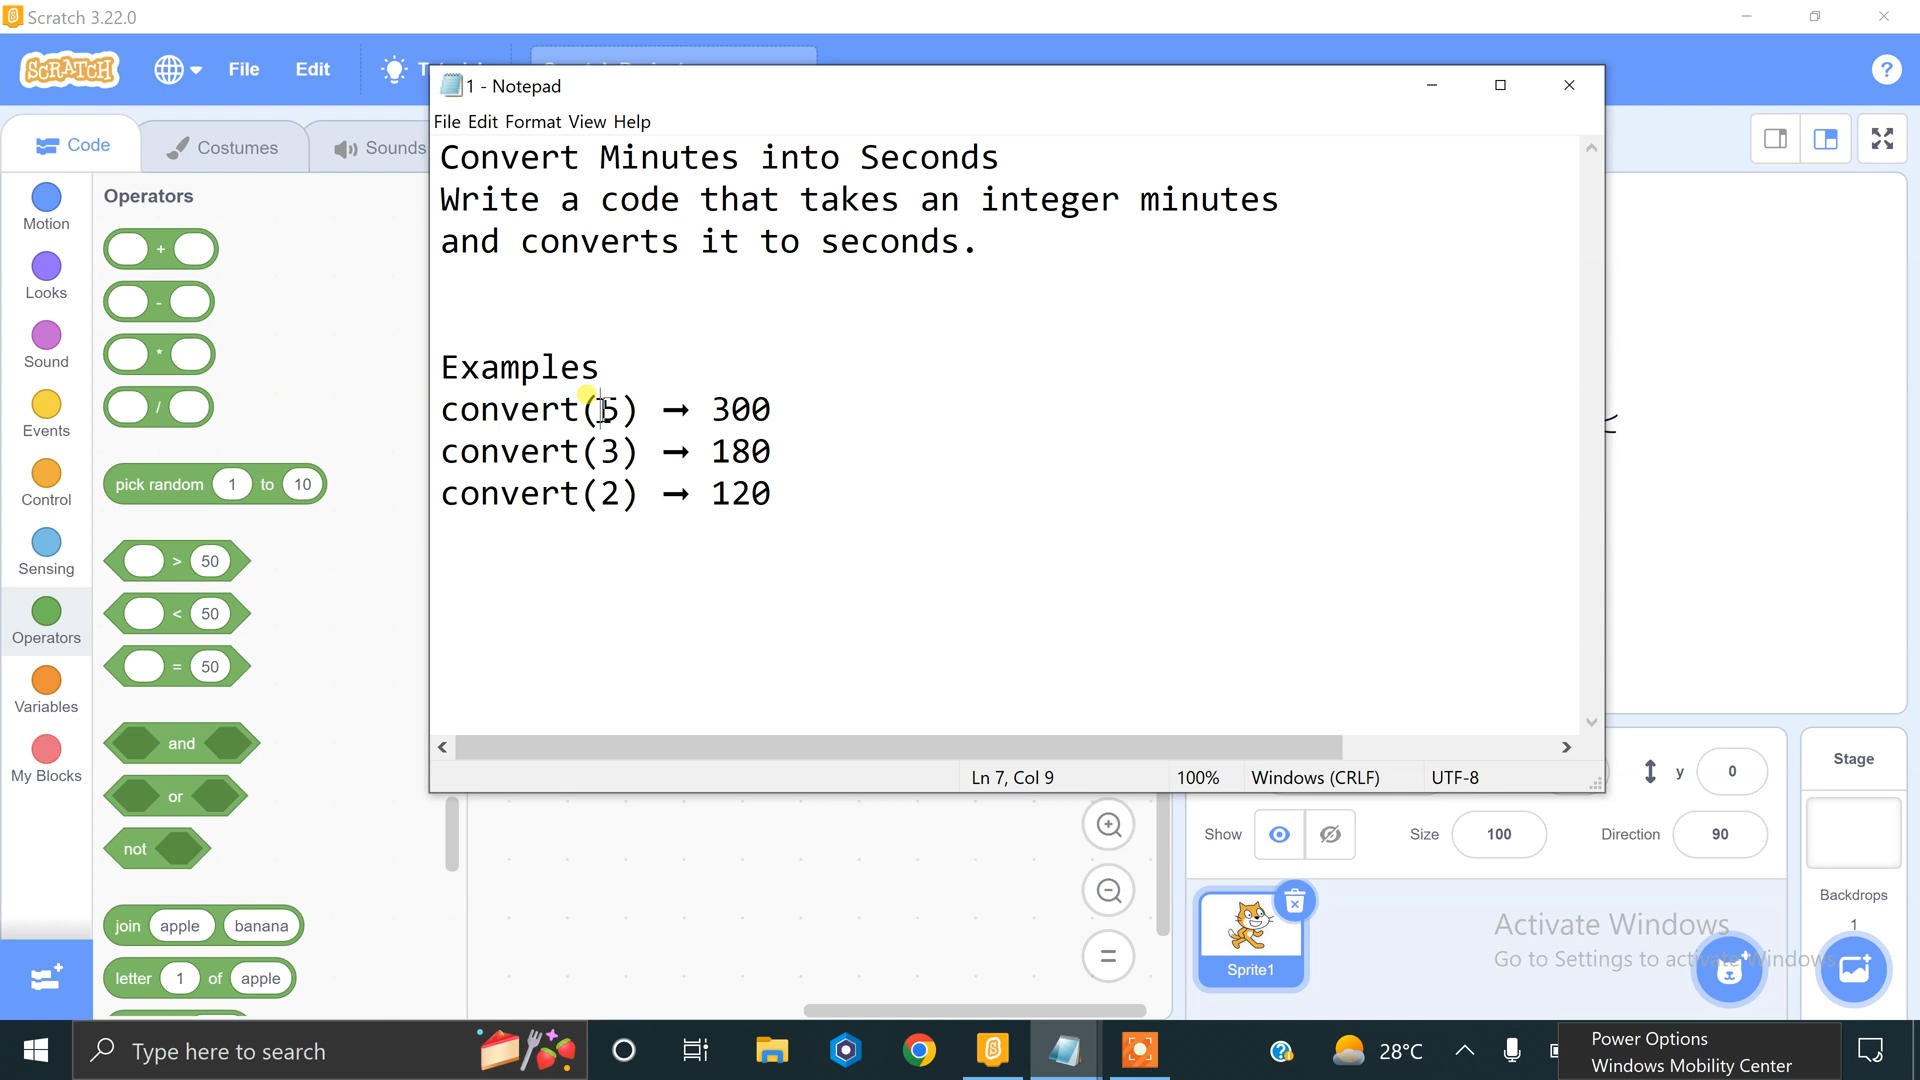 Scratch 3.22.0
SCRATCH
File
Edit
1 - Notepad
File Edit Format View Help
Code
Costumes
Sounds
Convert Minutes into Seconds
Write a code that takes an integer minutes
and converts it to seconds.
Examples
convert(5) → 300
convert(3) → 180
convert(2) → 120
Ln 7, Col 9
100%
Windows (CRLF)
UTF-8
Motion
Looks
Sound
Events
Control
Sensing
Operators
Variables
My Blocks
Operators
+
-
*
/
pick random 1 to 10
> 50
< 50
= 50
and
or
not
join apple banana
letter 1 of apple
y 0
Show
Size 100
Direction 90
Sprite1
Stage
Backdrops
1
Activate Windows
Go to Settings to activate Windows
Type here to search
28°C
Power Options
Windows Mobility Center